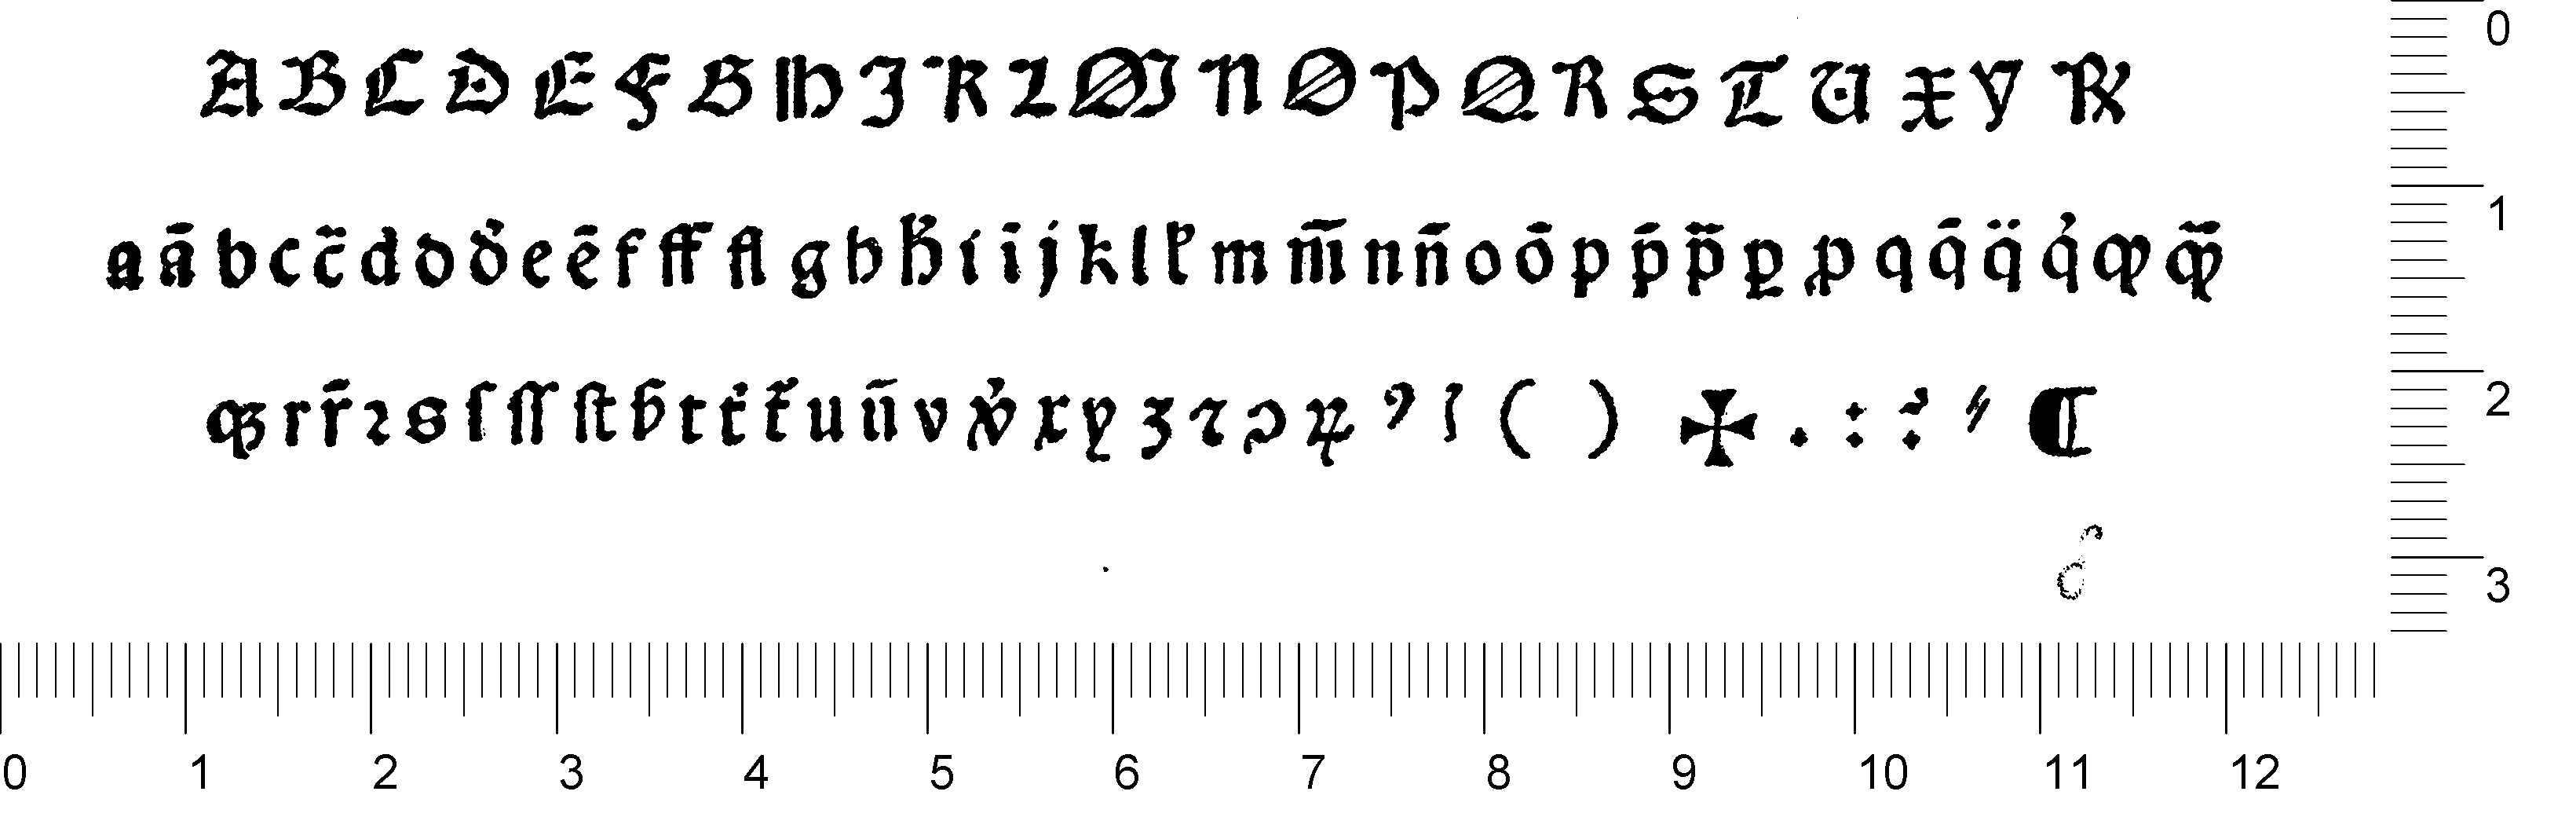 A B C D E F G H I K L M N O P Q R S T U X Y ℟
a ā b c c̃ d ꝺ ꝺ̉ e ē f ff fl g h h̃ i ī j k l ł m m̄ n n̄ o ō p p̄ p̃ ꝓ q q̄ q̈ q̉
r r̄ ꝛ s ſ ſſ ſt t u ū v x y ʒ ⁊ ꝯ ꝝ ꝰ ( ) ✠ . : ⸵ ¶
0
1
2
3
0 1 2 3 4 5 6 7 8 9 10 11 12